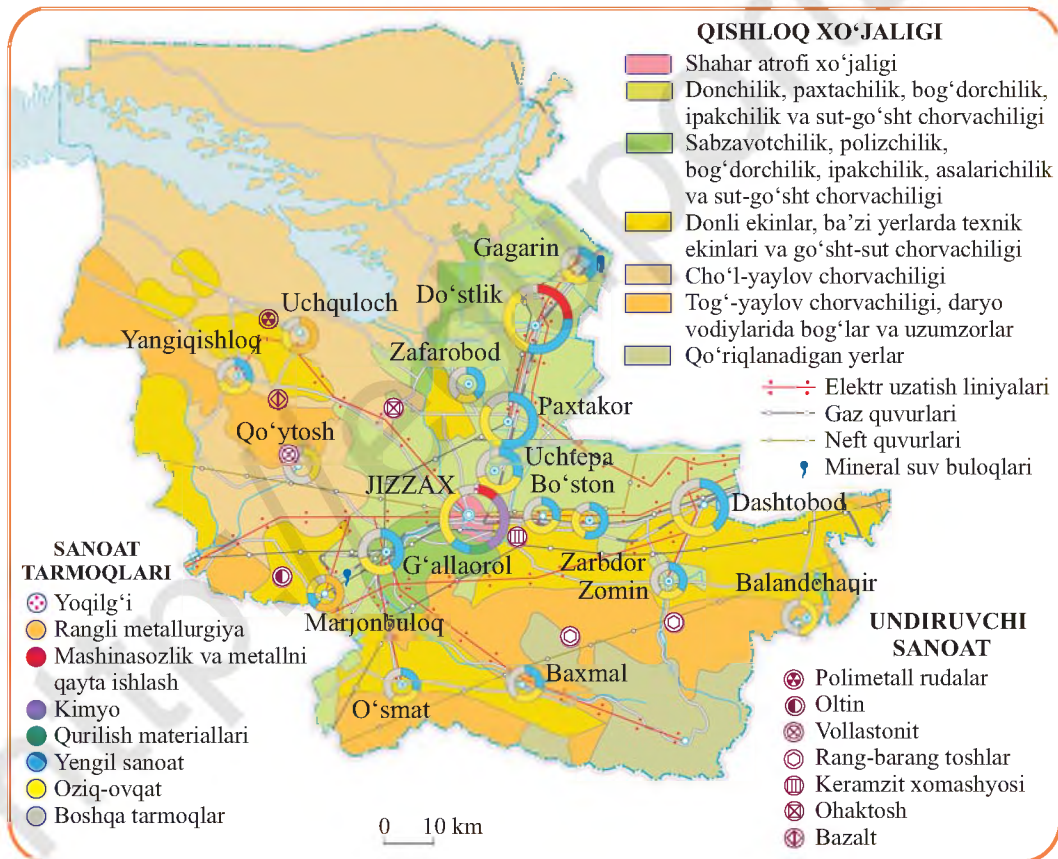 QISHLOQ XO‘JALIGI
Shahar atrofi xo‘jaligi
Donchilik, paxtachilik, bog‘dorchilik,
ipakchilik va sut-go‘sht chorvachiligi
Sabzavotchilik, polizchilik,
bog‘dorchilik, ipakchilik, asalarichilik
va sut-go‘sht chorvachiligi
Donli ekinlar, ba’zi yerlarda texnik
ekinlari va go‘sht-sut chorvachiligi
Cho‘l-yaylov chorvachiligi
Tog‘-yaylov chorvachiligi, daryo
vodiylarida bog‘lar va uzumzorlar
Qo‘riqlanadigan yerlar
Elektr uzatish liniyalari
Gaz quvurlari
Neft quvurlari
Mineral suv buloqlari
Gagarin
Do‘stlik
Uchquloch
Yangiqishloq
Zafarobod
Paxtakor
Qo‘ytosh
Uchtepa
JIZZAX
Bo‘ston
Dashtobod
G‘allaorol
Zarbdor
Zomin
Balandchaqir
Marjonbuloq
Baxmal
O‘smat
SANOAT
TARMOQLARI
Yoqilg‘i
Rangli metallurgiya
Mashinasozlik va metallni
qayta ishlash
Kimyo
Qurilish materiallari
Yengil sanoat
Oziq-ovqat
Boshqa tarmoqlar
0 10 km
UNDIRUVCHI
SANOAT
Polimetall rudalar
Oltin
Vollastonit
Rang-barang toshlar
Keramzit xomashyosi
Ohaktosh
Bazalt